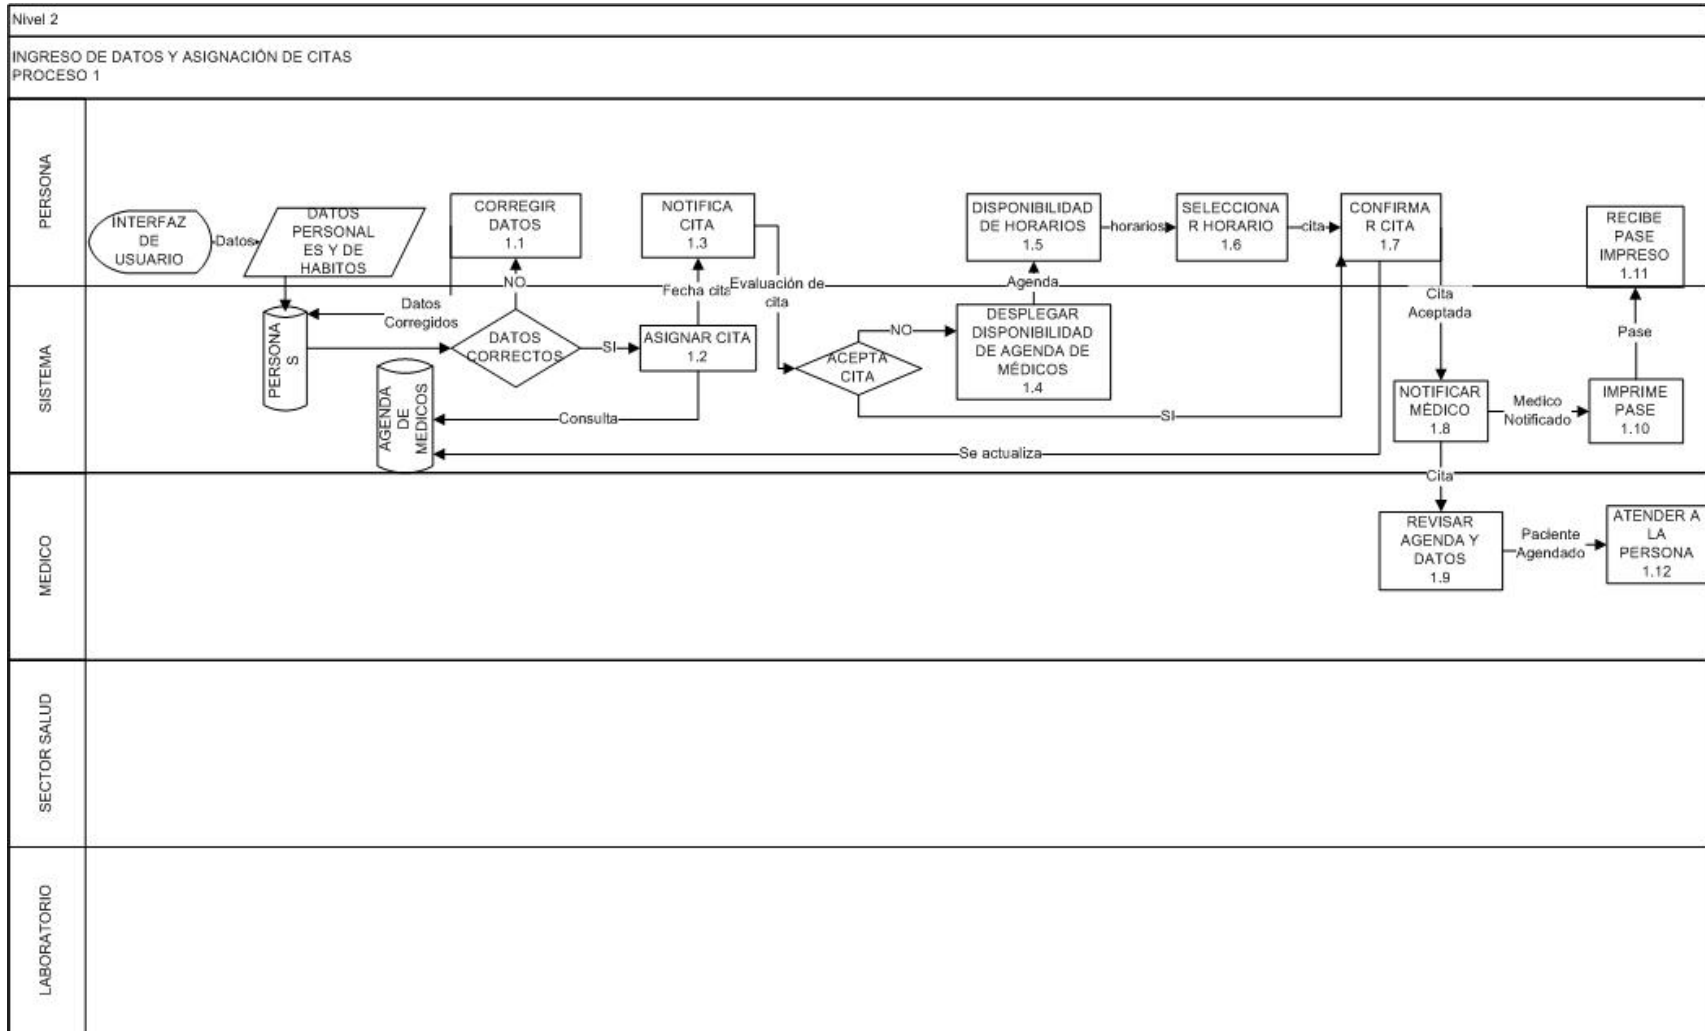 Nivel 2
INGRESO DE DATOS Y ASIGNACIÓN DE CITAS
PROCESO 1
PERSONA
INTERFAZ
DE
USUARIO
Datos
DATOS
PERSONAL
ES Y DE
HABITOS
CORREGIR
DATOS
1.1
NOTIFICA
CITA
1.3
DISPONIBILIDAD
DE HORARIOS
1.5
horarios
SELECCIONA
R HORARIO
1.6
cita
CONFIRMA
R CITA
1.7
RECIBE
PASE
IMPRESO
1.11
NO
Fecha cita
Evaluación de
cita
Agenda
Cita
Aceptada
SISTEMA
PERSONA
S
Datos
Corregidos
DATOS
CORRECTOS
SI
ASIGNAR CITA
1.2
ACEPTA
CITA
NO
DESPLEGAR
DISPONIBILIDAD
DE AGENDA DE
MÉDICOS
1.4
Pase
AGENDA
DE
MEDICOS
Consulta
SI
Se actualiza
NOTIFICAR
MÉDICO
1.8
Medico
Notificado
IMPRIME
PASE
1.10
Cita
MEDICO
REVISAR
AGENDA Y
DATOS
1.9
Paciente
Agendado
ATENDER A
LA
PERSONA
1.12
SECTOR SALUD
LABORATORIO